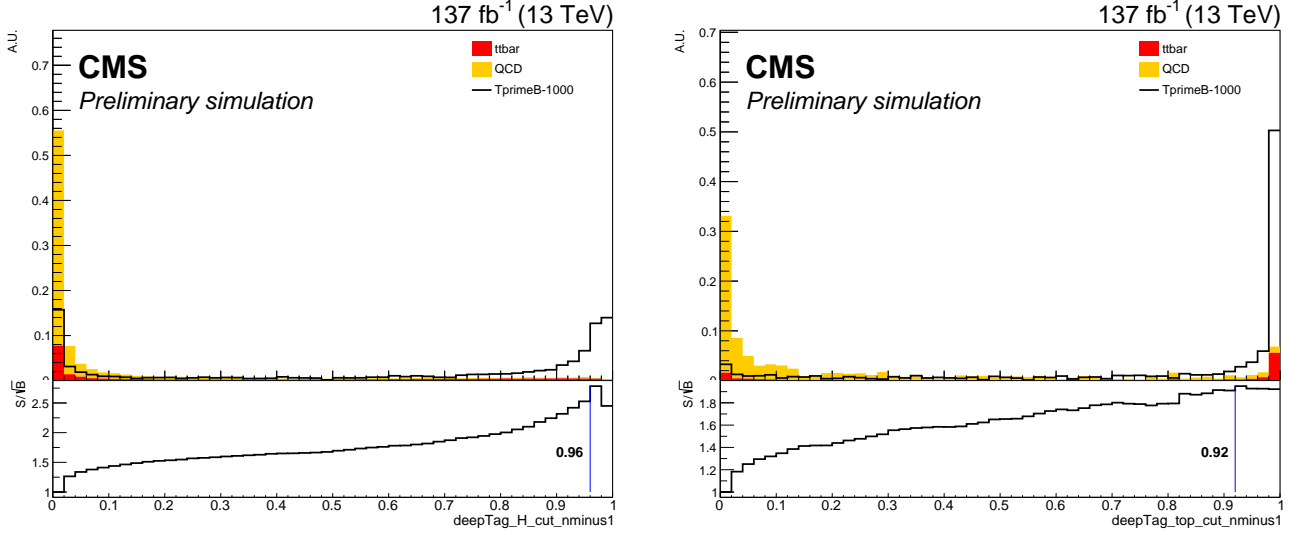 137 fb-1 (13 TeV)
A.U.
CMS
Preliminary simulation
ttbar
QCD
TprimeB-1000
0.7
0.6
0.5
0.4
0.3
0.2
0.1
0
S/√B
2.5
1.5
1
0.96
0 0.1 0.2 0.3 0.4 0.5 0.6 0.7 0.8 0.9 1
deepTag_H_cut_nminus1
137 fb-1 (13 TeV)
A.U.
CMS
Preliminary simulation
ttbar
QCD
TprimeB-1000
0.7
0.6
0.5
0.4
0.3
0.2
0.1
0
S/√B
1.8
1.6
1.4
1.2
1
0.92
0 0.1 0.2 0.3 0.4 0.5 0.6 0.7 0.8 0.9 1
deepTag_top_cut_nminus1